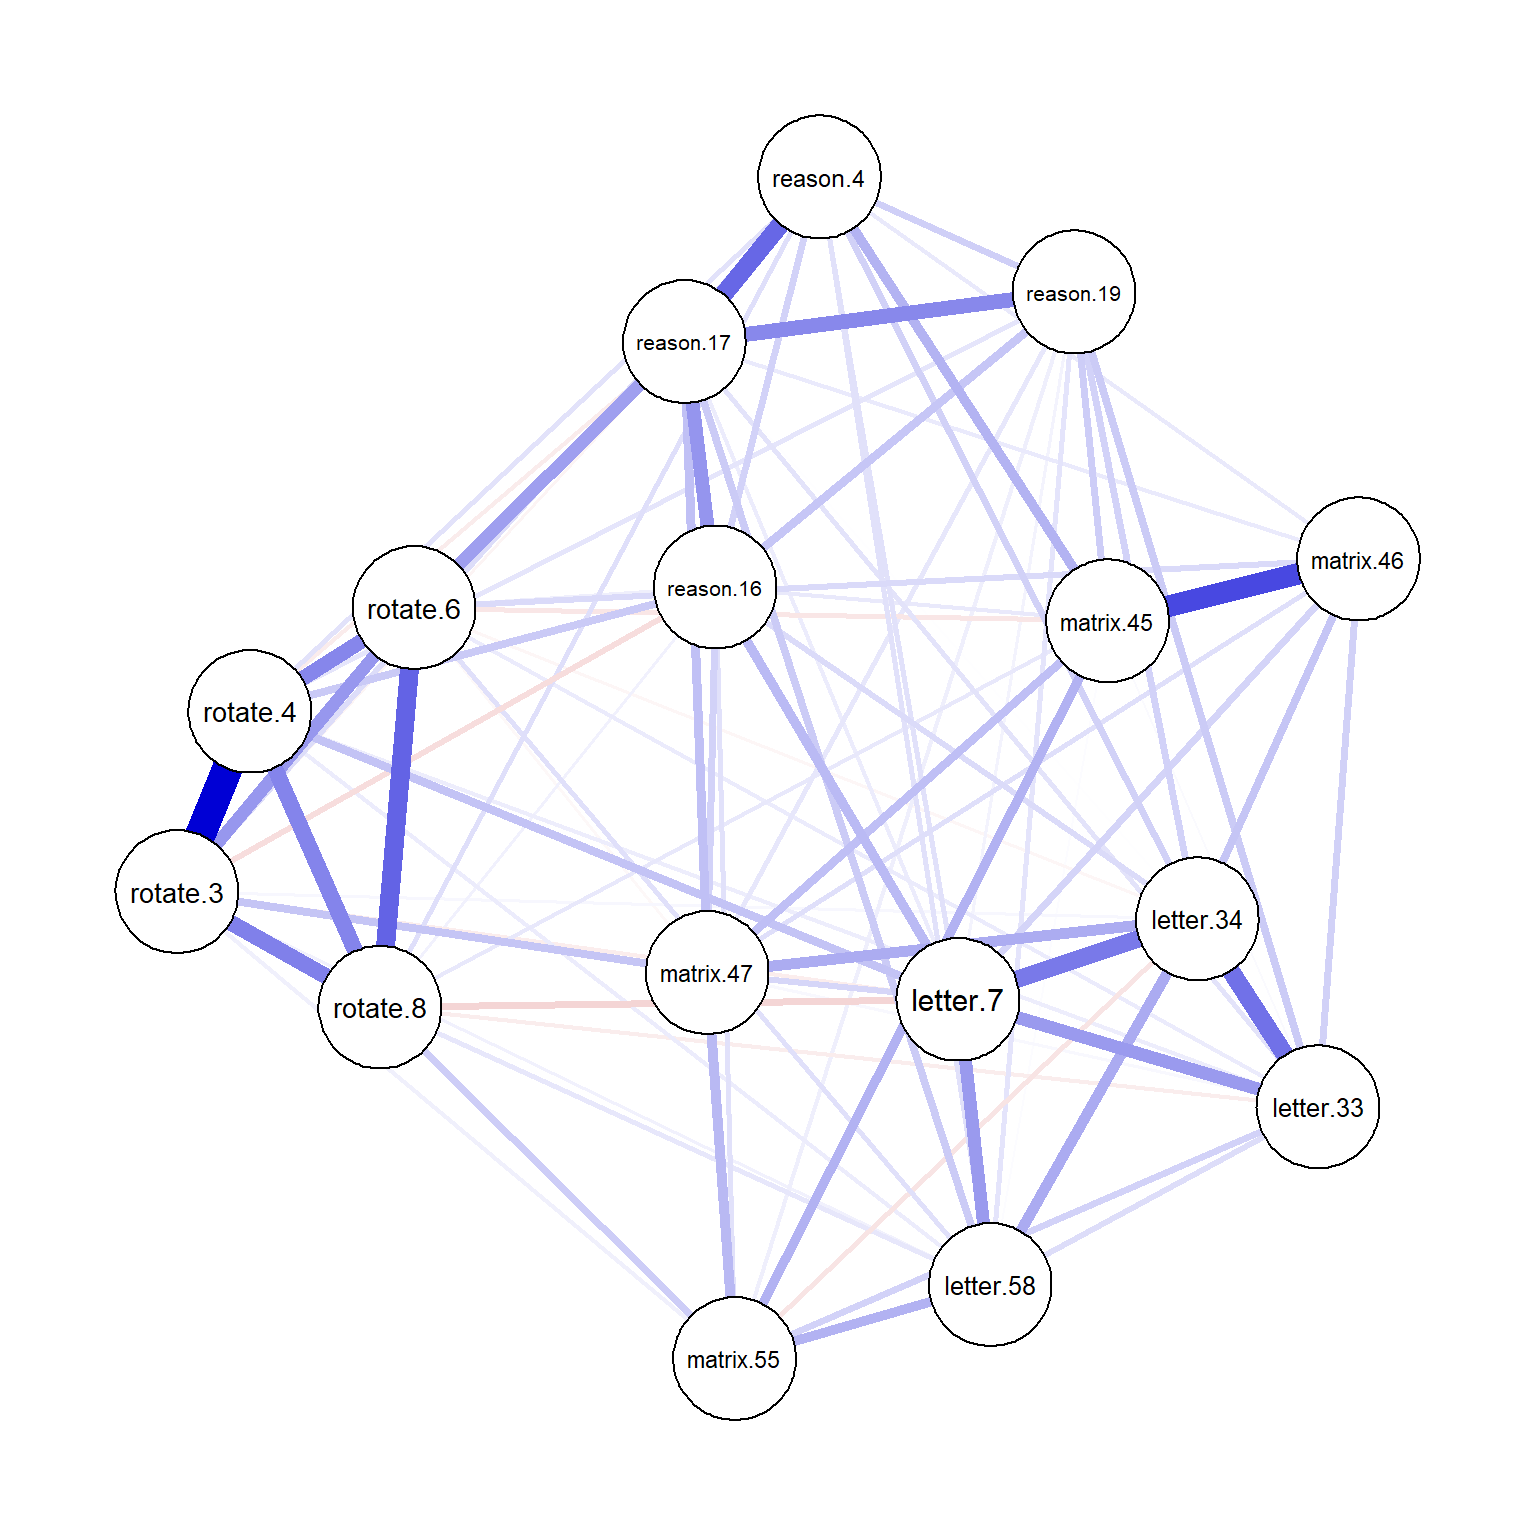 reason.4
reason.19
reason.17
matrix.46
reason.16
rotate.6
matrix.45
rotate.4
rotate.3
letter.34
matrix.47
letter.7
rotate.8
letter.33
letter.58
matrix.55